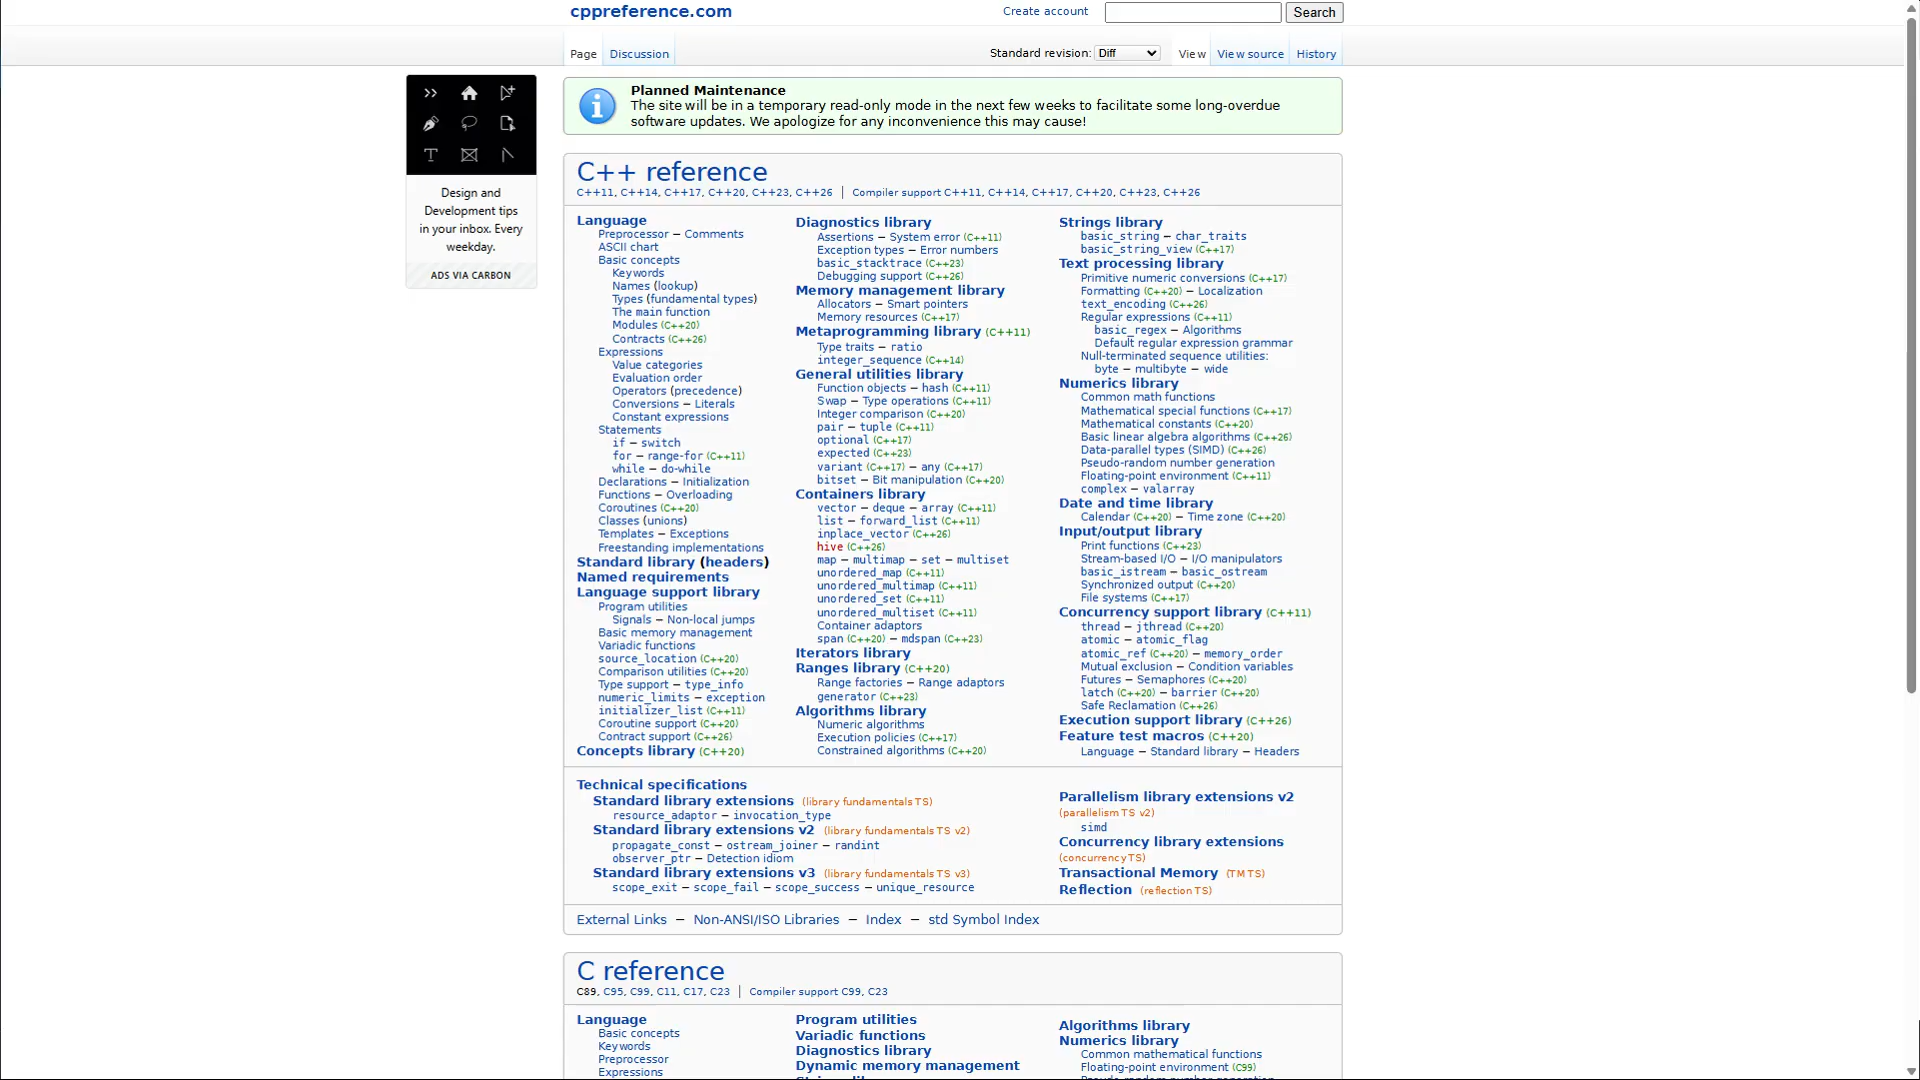 cppreference.com
Create account
Search
Page
Discussion
Standard revision: Diff
View
View source
History
Design and
Development tips
in your inbox. Every
weekday.
ADS VIA CARBON
Planned Maintenance
The site will be in a temporary read-only mode in the next few weeks to facilitate some long-overdue
software updates. We apologize for any inconvenience this may cause!
C++ reference
C++11, C++14, C++17, C++20, C++23, C++26 | Compiler support C++11, C++14, C++17, C++20, C++23, C++26
Language
Preprocessor − Comments
ASCII chart
Basic concepts
Keywords
Names (lookup)
Types (fundamental types)
The main function
Modules (C++20)
Contracts (C++26)
Expressions
Value categories
Evaluation order
Operators (precedence)
Conversions − Literals
Constant expressions
Statements
if − switch
for − range-for (C++11)
while − do-while
Declarations − Initialization
Functions − Overloading
Coroutines (C++20)
Classes (unions)
Templates − Exceptions
Freestanding implementations
Standard library (headers)
Named requirements
Language support library
Program utilities
Signals − Non-local jumps
Basic memory management
Variadic functions
source_location (C++20)
Comparison utilities (C++20)
Type support − type_info
numeric_limits − exception
initializer_list (C++11)
Coroutine support (C++20)
Contract support (C++26)
Concepts library (C++20)
Diagnostics library
Assertions − System error (C++11)
Exception types − Error numbers
basic_stacktrace (C++23)
Debugging support (C++26)
Memory management library
Allocators − Smart pointers
Memory resources (C++17)
Metaprogramming library (C++11)
Type traits − ratio
integer_sequence (C++14)
General utilities library
Function objects − hash (C++11)
Swap − Type operations (C++11)
Integer comparison (C++20)
pair − tuple (C++11)
optional (C++17)
expected (C++23)
variant (C++17) − any (C++17)
bitset − Bit manipulation (C++20)
Containers library
vector − deque − array (C++11)
list − forward_list (C++11)
inplace_vector (C++26)
hive (C++26)
map − multimap − set − multiset
unordered_map (C++11)
unordered_multimap (C++11)
unordered_set (C++11)
unordered_multiset (C++11)
Container adaptors
span (C++20) − mdspan (C++23)
Iterators library
Ranges library (C++20)
Range factories − Range adaptors
generator (C++23)
Algorithms library
Numeric algorithms
Execution policies (C++17)
Constrained algorithms (C++20)
Strings library
basic_string − char_traits
basic_string_view (C++17)
Text processing library
Primitive numeric conversions (C++17)
Formatting (C++20) − Localization
text_encoding (C++26)
Regular expressions (C++11)
basic_regex − Algorithms
Default regular expression grammar
Null-terminated sequence utilities:
byte − multibyte − wide
Numerics library
Common math functions
Mathematical special functions (C++17)
Mathematical constants (C++20)
Basic linear algebra algorithms (C++26)
Data-parallel types (SIMD) (C++26)
Pseudo-random number generation
Floating-point environment (C++11)
complex − valarray
Date and time library
Calendar (C++20) − Time zone (C++20)
Input/output library
Print functions (C++23)
Stream-based I/O − I/O manipulators
basic_istream − basic_ostream
Synchronized output (C++20)
File systems (C++17)
Concurrency support library (C++11)
thread − jthread (C++20)
atomic − atomic_flag
atomic_ref (C++20) − memory_order
Mutual exclusion − Condition variables
Futures − Semaphores (C++20)
latch (C++20) − barrier (C++20)
Safe Reclamation (C++26)
Execution support library (C++26)
Feature test macros (C++20)
Language − Standard library − Headers
Technical specifications
Standard library extensions (library fundamentals TS)
resource_adaptor − invocation_type
Standard library extensions v2 (library fundamentals TS v2)
propagate_const − ostream_joiner − randint
observer_ptr − Detection idiom
Standard library extensions v3 (library fundamentals TS v3)
scope_exit − scope_fail − scope_success − unique_resource
Parallelism library extensions v2
(parallelism TS v2)
simd
Concurrency library extensions
(concurrency TS)
Transactional Memory (TM TS)
Reflection (reflection TS)
External Links − Non-ANSI/ISO Libraries − Index − std Symbol Index
C reference
C89, C95, C99, C11, C17, C23 | Compiler support C99, C23
Language
Basic concepts
Keywords
Preprocessor
Expressions
Program utilities
Variadic functions
Diagnostics library
Dynamic memory management
Algorithms library
Numerics library
Common mathematical functions
Floating-point environment (C99)